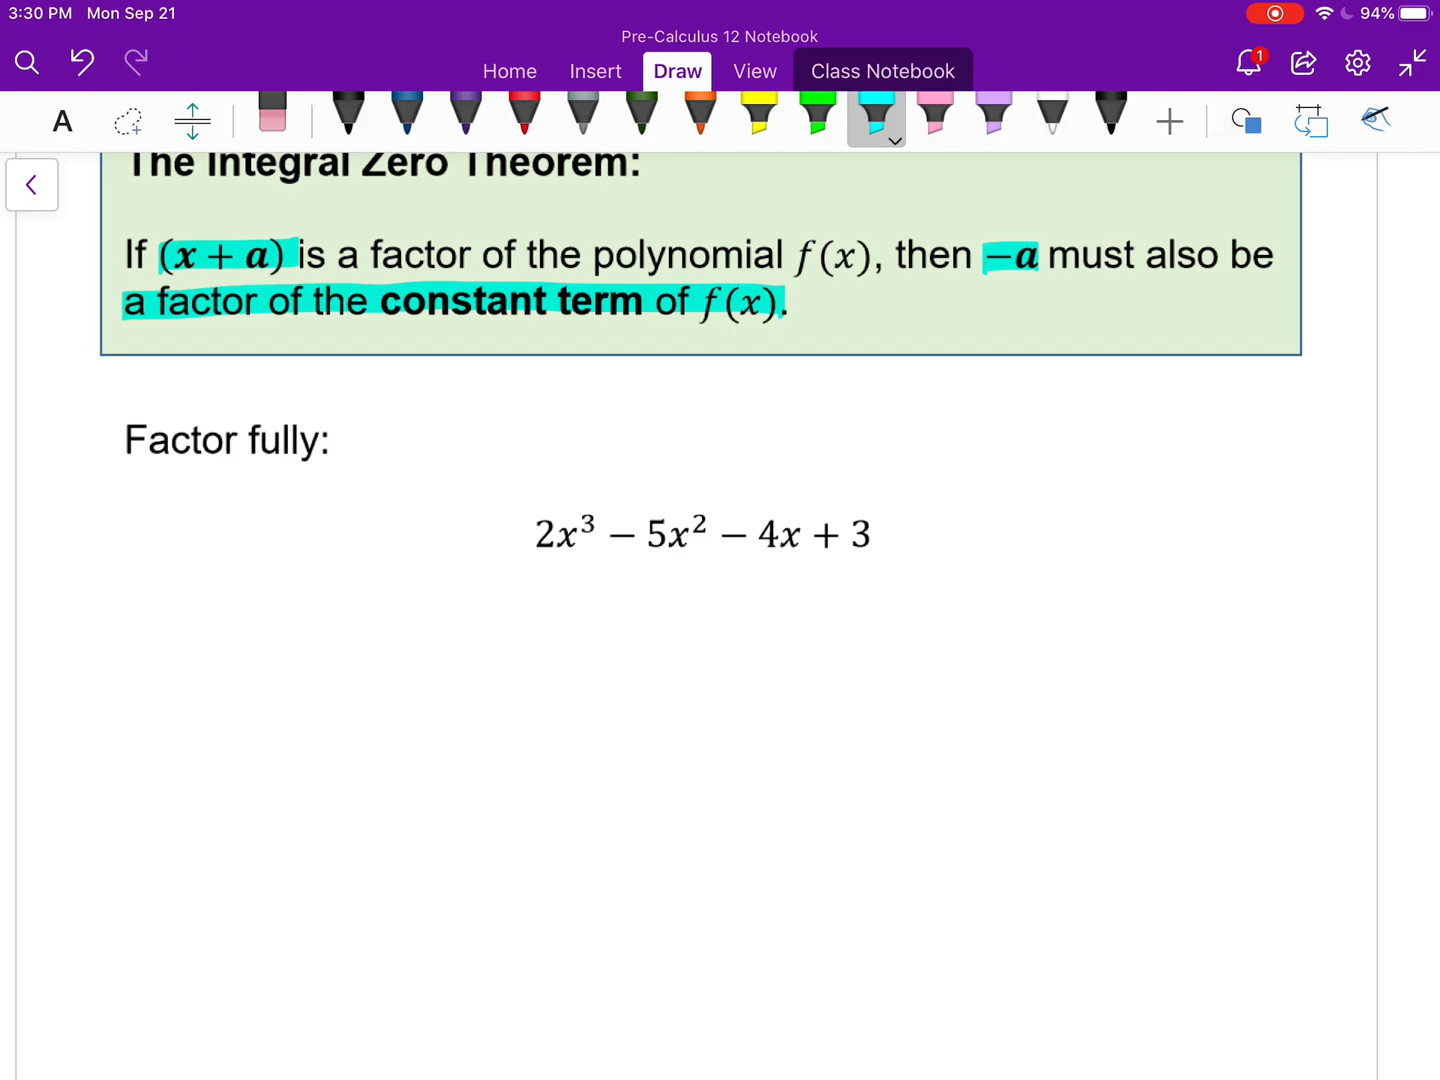 3:30 PM Mon Sep 21
94%
Pre-Calculus 12 Notebook
1
Home Insert Draw View Class Notebook
A
The Integral Zero Theorem:
If (x + a) is a factor of the polynomial f(x), then −a must also be
a factor of the constant term of f(x).
Factor fully:
2x³ − 5x² − 4x + 3